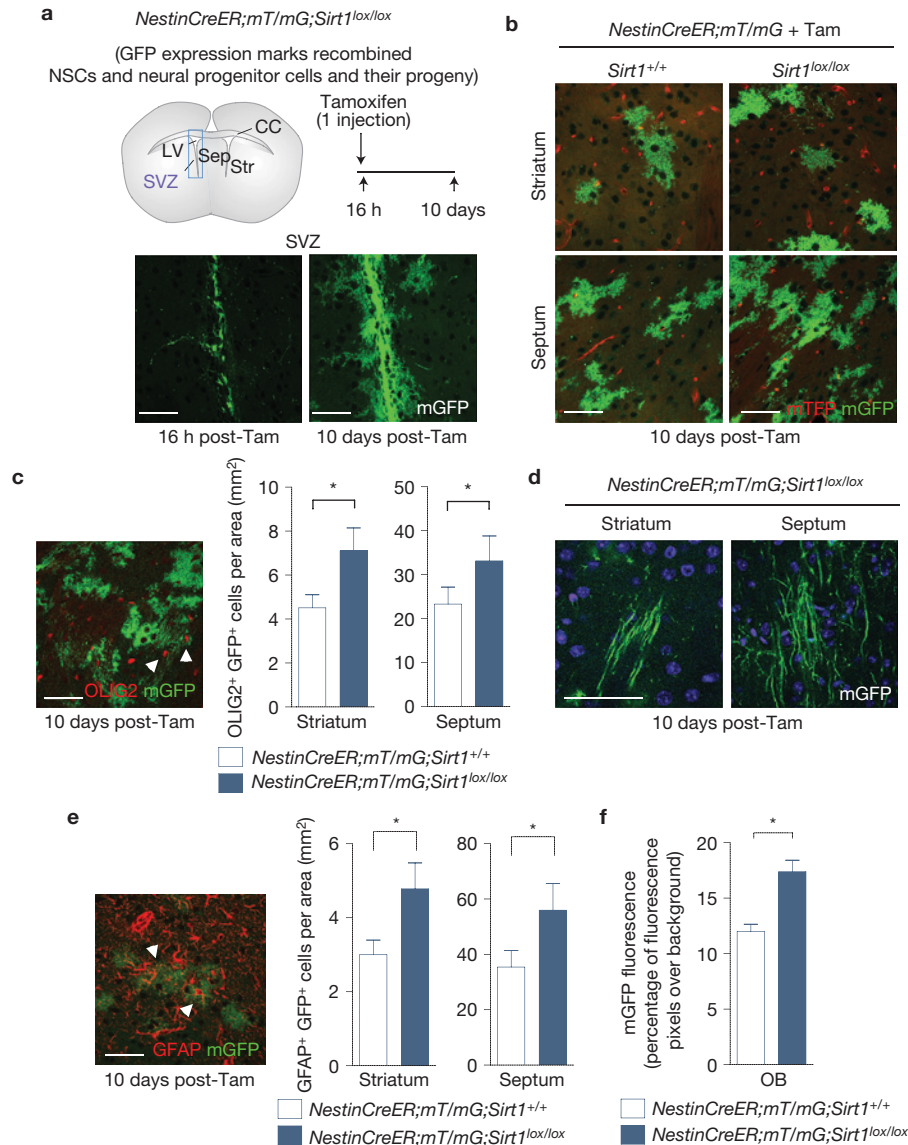 a
NestinCreER;mT/mG;Sirt1lox/lox
(GFP expression marks recombined
NSCs and neural progenitor cells and their progeny)
Tamoxifen
(1 injection)
CC
LV
Sep
Str
SVZ
16 h
10 days
SVZ
mGFP
16 h post-Tam
10 days post-Tam
b
NestinCreER;mT/mG + Tam
Sirt1+/+
Sirt1lox/lox
Striatum
Septum
mTFP mGFP
10 days post-Tam
c
OLIG2 mGFP
10 days post-Tam
OLIG2+ GFP+ cells per area (mm2)
10
8
6
4
2
0
*
Striatum
50
40
30
20
10
0
*
Septum
NestinCreER;mT/mG;Sirt1+/+
NestinCreER;mT/mG;Sirt1lox/lox
d
NestinCreER;mT/mG;Sirt1lox/lox
Striatum
Septum
mGFP
10 days post-Tam
e
GFAP mGFP
10 days post-Tam
GFAP+ GFP+ cells per area (mm2)
6
4
2
0
*
Striatum
80
60
40
20
0
*
Septum
NestinCreER;mT/mG;Sirt1+/+
NestinCreER;mT/mG;Sirt1lox/lox
f
mGFP fluorescence
(percentage of fluorescence
pixels over background)
20
15
10
5
0
*
OB
NestinCreER;mT/mG;Sirt1+/+
NestinCreER;mT/mG;Sirt1lox/lox